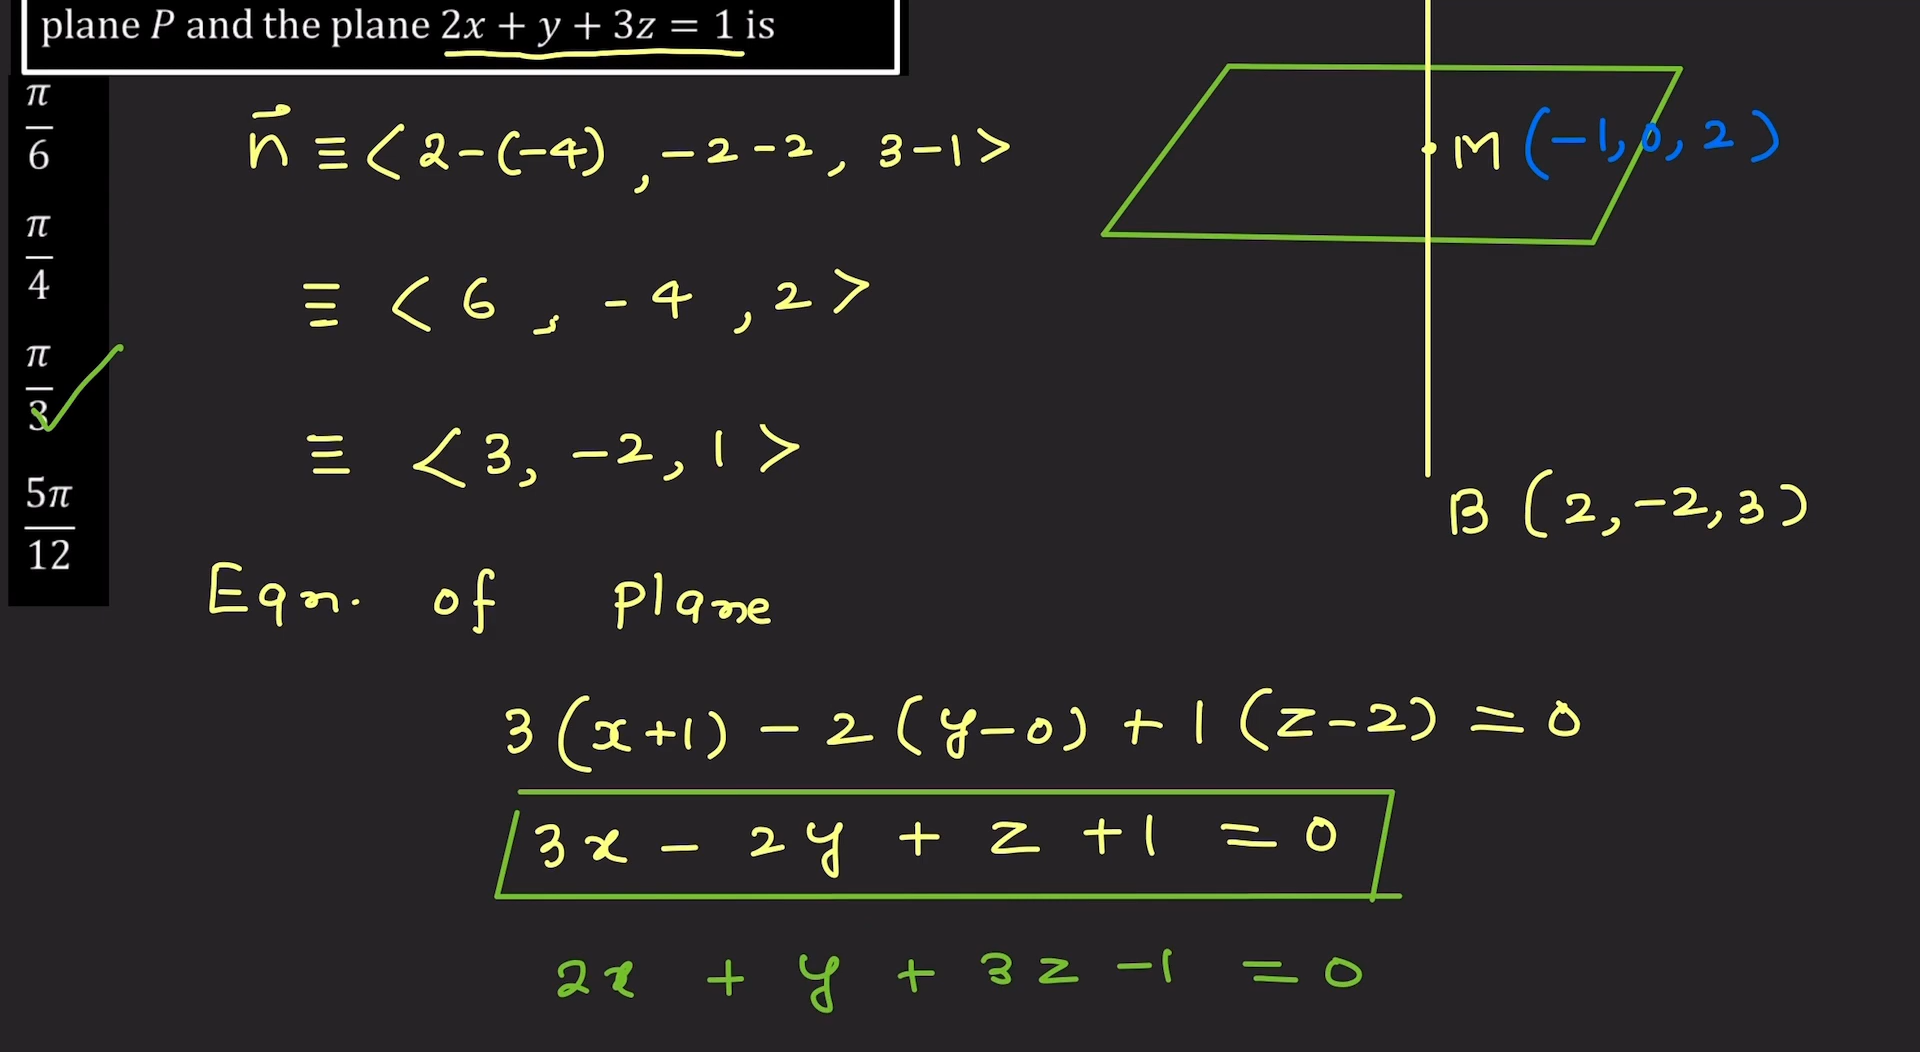 plane P and the plane 2x + y + 3z = 1 is
π/6
π/4
π/3
5π/12
n⃗ ≡ < 2-(-4) , -2-2 , 3-1 >
≡ < 6 , -4 , 2 >
≡ < 3, -2, 1 >
M (-1, 0, 2)
B (2, -2, 3)
Eqn. of plane
3(x+1) - 2(y-0) + 1(z-2) = 0
3x - 2y + z + 1 = 0
2x + y + 3z - 1 = 0